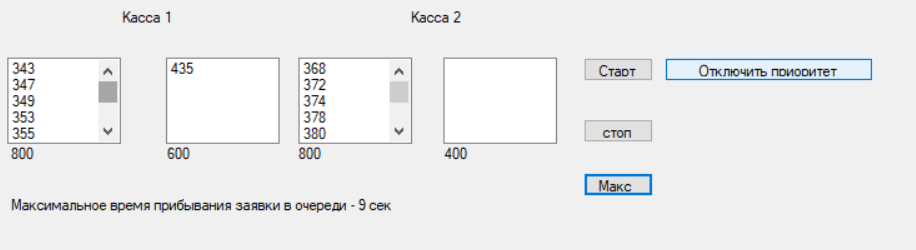 Касса 1 Касса 2
343 435 368 Старт Отключить приоритет
347 372
349 374
353 378
355 380 стоп
800 600 800 400
Макс
Максимальное время прибывания заявки в очереди - 9 сек